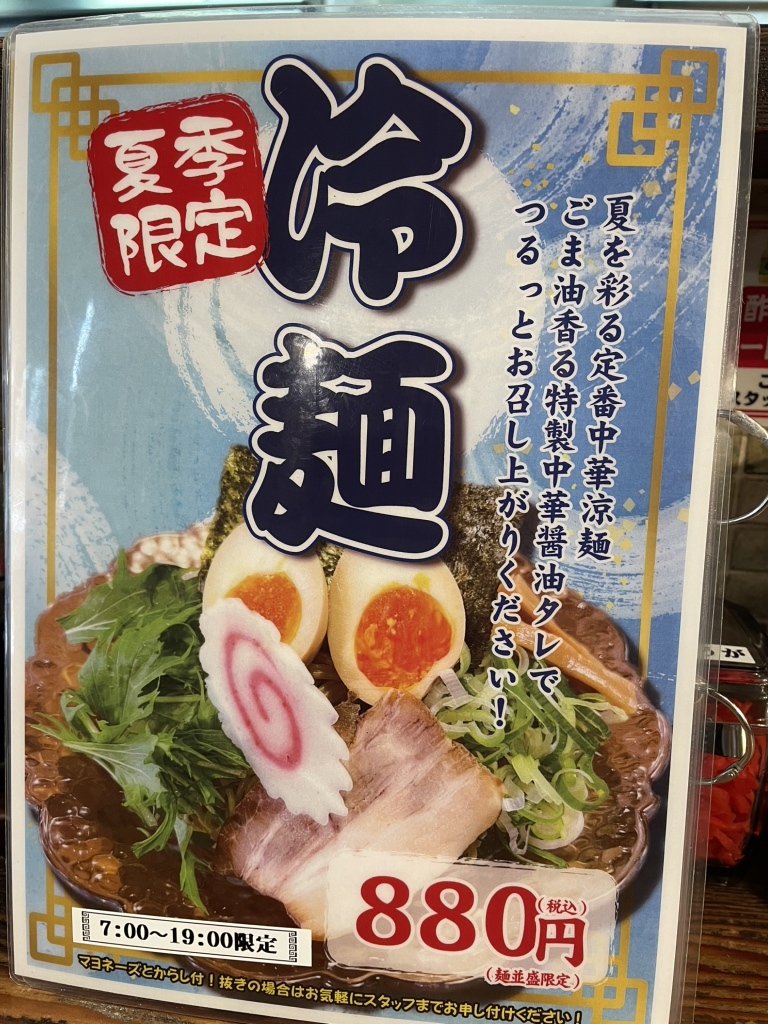 夏季
限定
冷麺
夏を彩る定番中華涼麺
ごま油香る特製中華醤油タレで
つるっとお召し上がりください！
880円
(税込)
(麺並盛限定)
7:00～19:00限定
マヨネーズとからし付！抜きの場合はお気軽にスタッフまでお申し付けください！
酢
スタッ
が